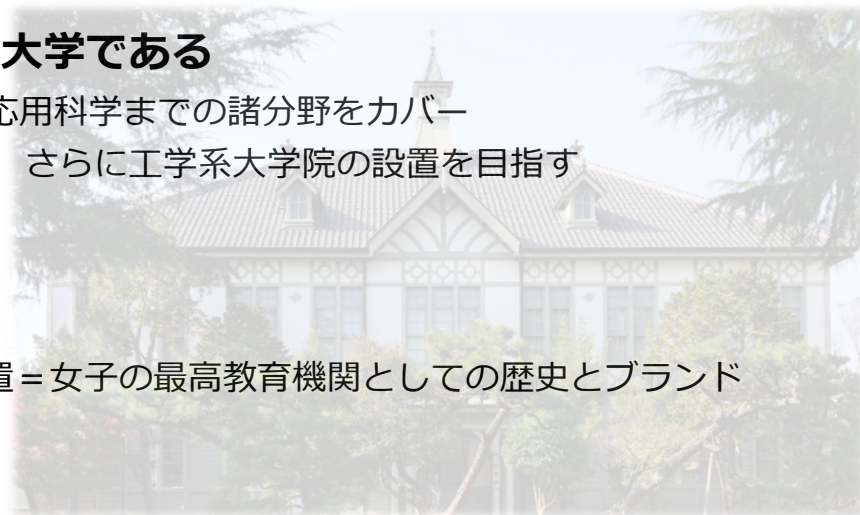 大学である
応用科学までの諸分野をカバー
さらに工学系大学院の設置を目指す
置＝女子の最高教育機関としての歴史とブランド